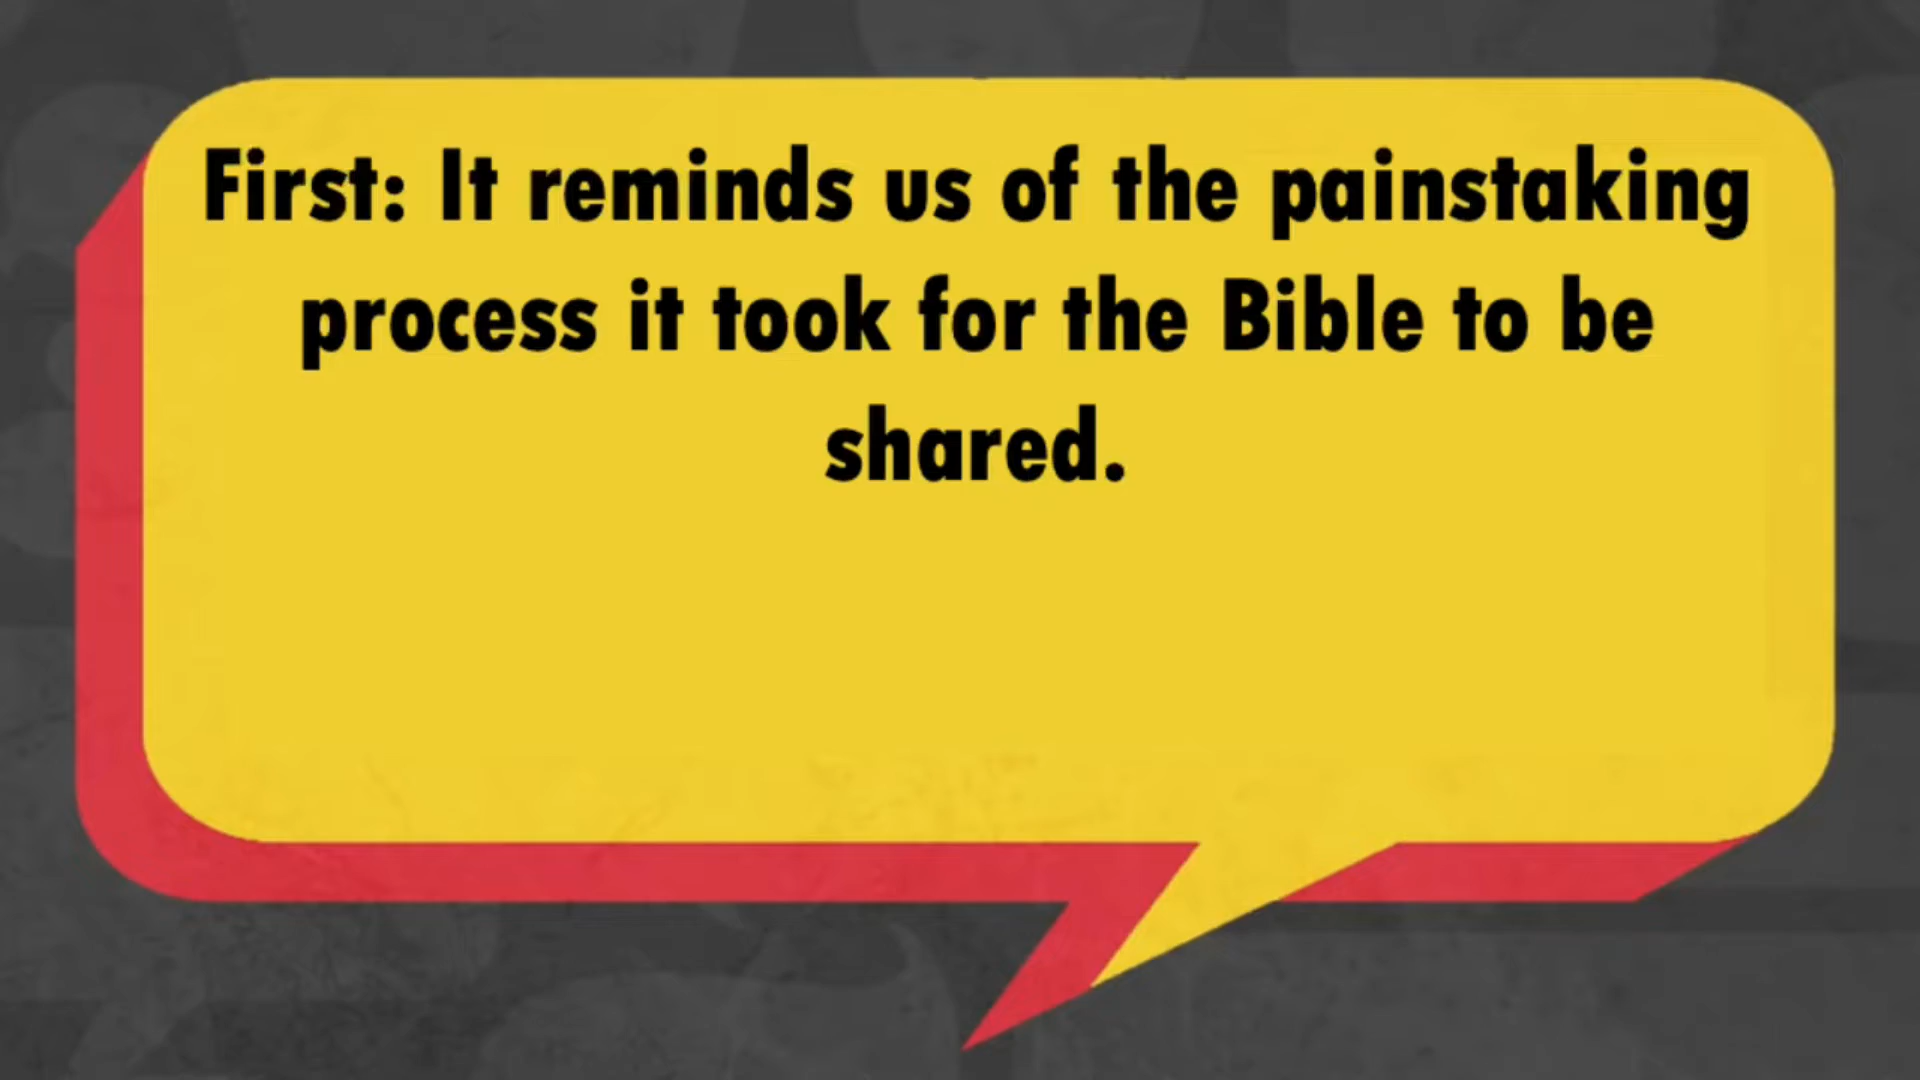 First: It reminds us of the painstaking
process it took for the Bible to be
shared.